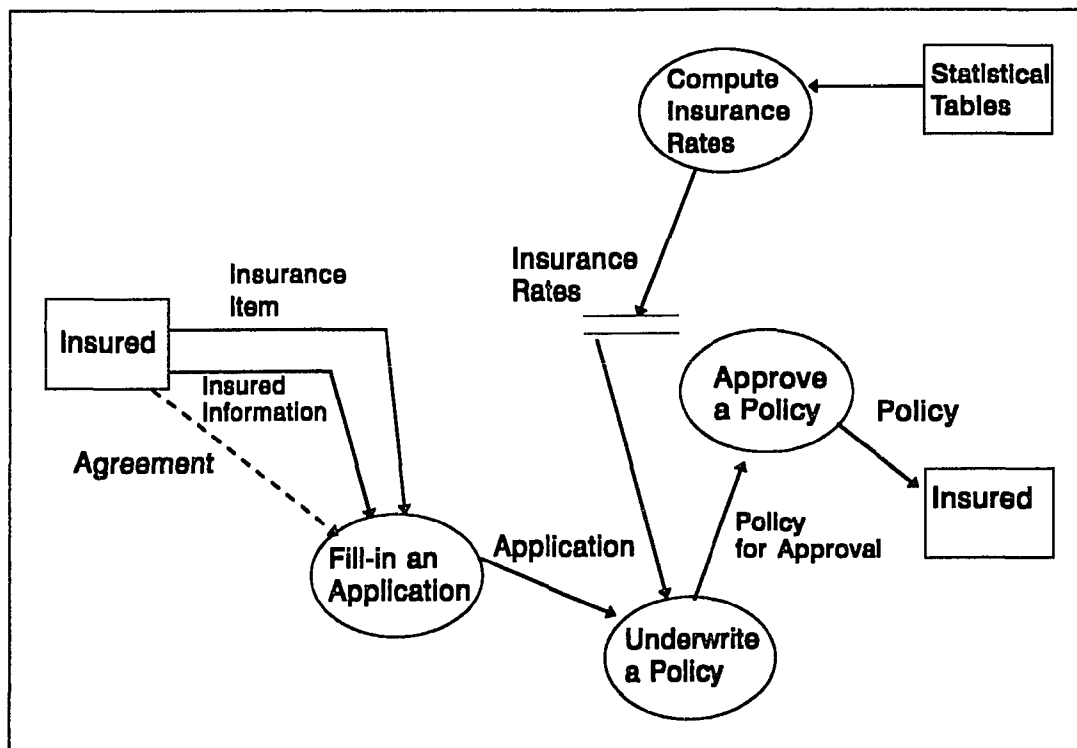 Compute
Insurance
Rates
Statistical
Tables
Insurance
Rates
Insurance
Item
Insured
Insured
Information
Agreement
Approve
a Policy
Policy
Insured
Policy
for Approval
Application
Fill-in an
Application
Underwrite
a Policy